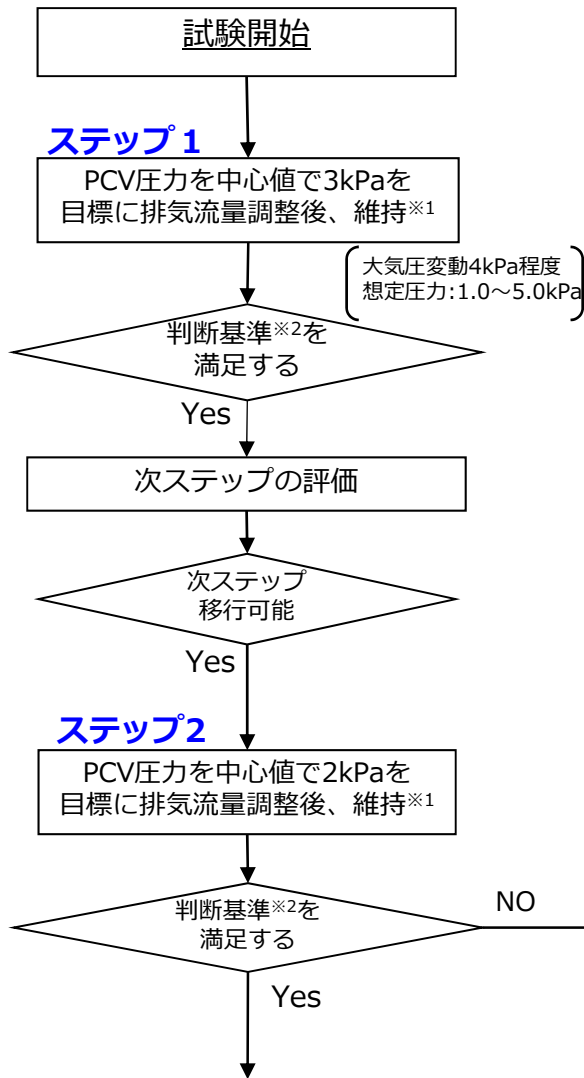 試験開始
ステップ1
PCV圧力を中心値で3kPaを
目標に排気流量調整後、維持※1
大気圧変動4kPa程度
想定圧力:1.0～5.0kPa
判断基準※2を
満足する
Yes
次ステップの評価
次ステップ
移行可能
Yes
ステップ2
PCV圧力を中心値で2kPaを
目標に排気流量調整後、維持※1
判断基準※2を
満足する
NO
Yes